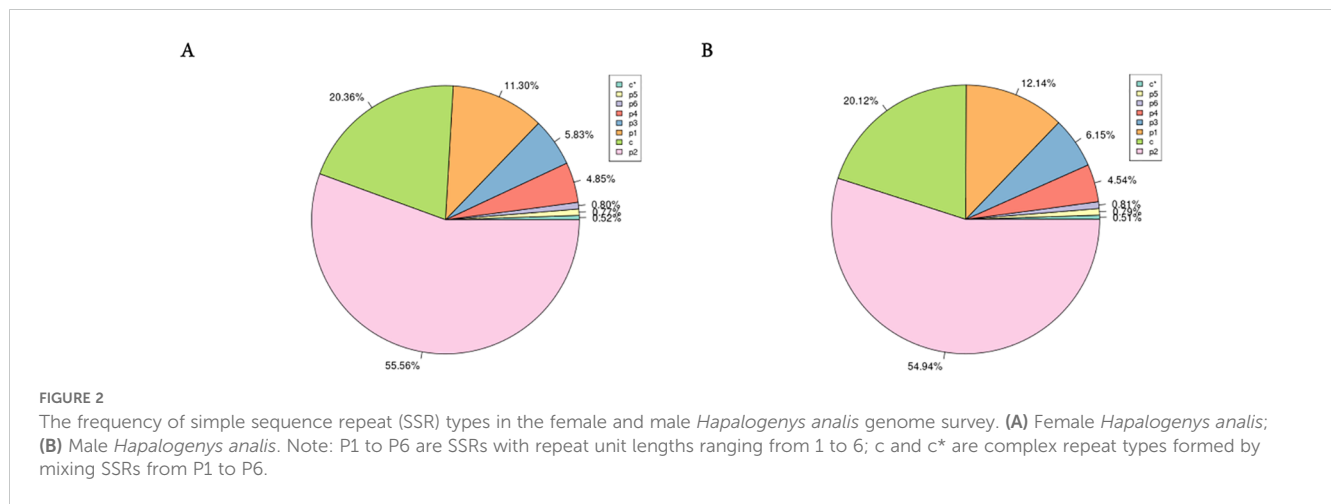 A
B
20.36%
11.30%
5.83%
4.85%
0.80%
0.77%
0.52%
55.56%
c*
p5
p6
p4
p3
p1
c
p2
20.12%
12.14%
6.15%
4.54%
0.81%
0.79%
0.51%
54.94%
c*
p5
p6
p4
p3
p1
c
p2
FIGURE 2
The frequency of simple sequence repeat (SSR) types in the female and male Hapalogenys analis genome survey. (A) Female Hapalogenys analis;
(B) Male Hapalogenys analis. Note: P1 to P6 are SSRs with repeat unit lengths ranging from 1 to 6; c and c* are complex repeat types formed by
mixing SSRs from P1 to P6.